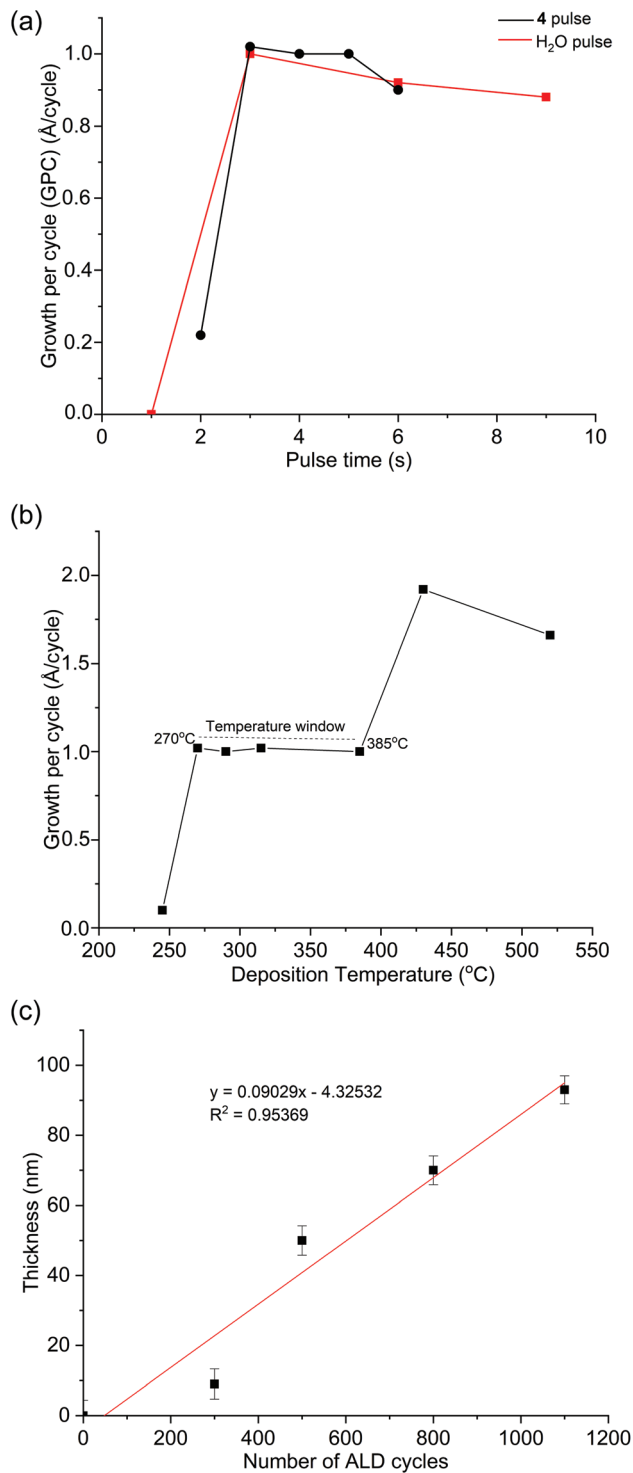 (a)
4 pulse
H₂O pulse
1.0
0.8
0.6
0.4
0.2
0.0
Growth per cycle (GPC) (Å/cycle)
0 2 4 6 8 10
Pulse time (s)
(b)
2.0
1.5
1.0
0.5
0.0
Growth per cycle (Å/cycle)
Temperature window
270°C
385°C
200 250 300 350 400 450 500 550
Deposition Temperature (°C)
(c)
100
80
60
40
20
0
Thickness (nm)
y = 0.09029x - 4.32532
R² = 0.95369
0 200 400 600 800 1000 1200
Number of ALD cycles